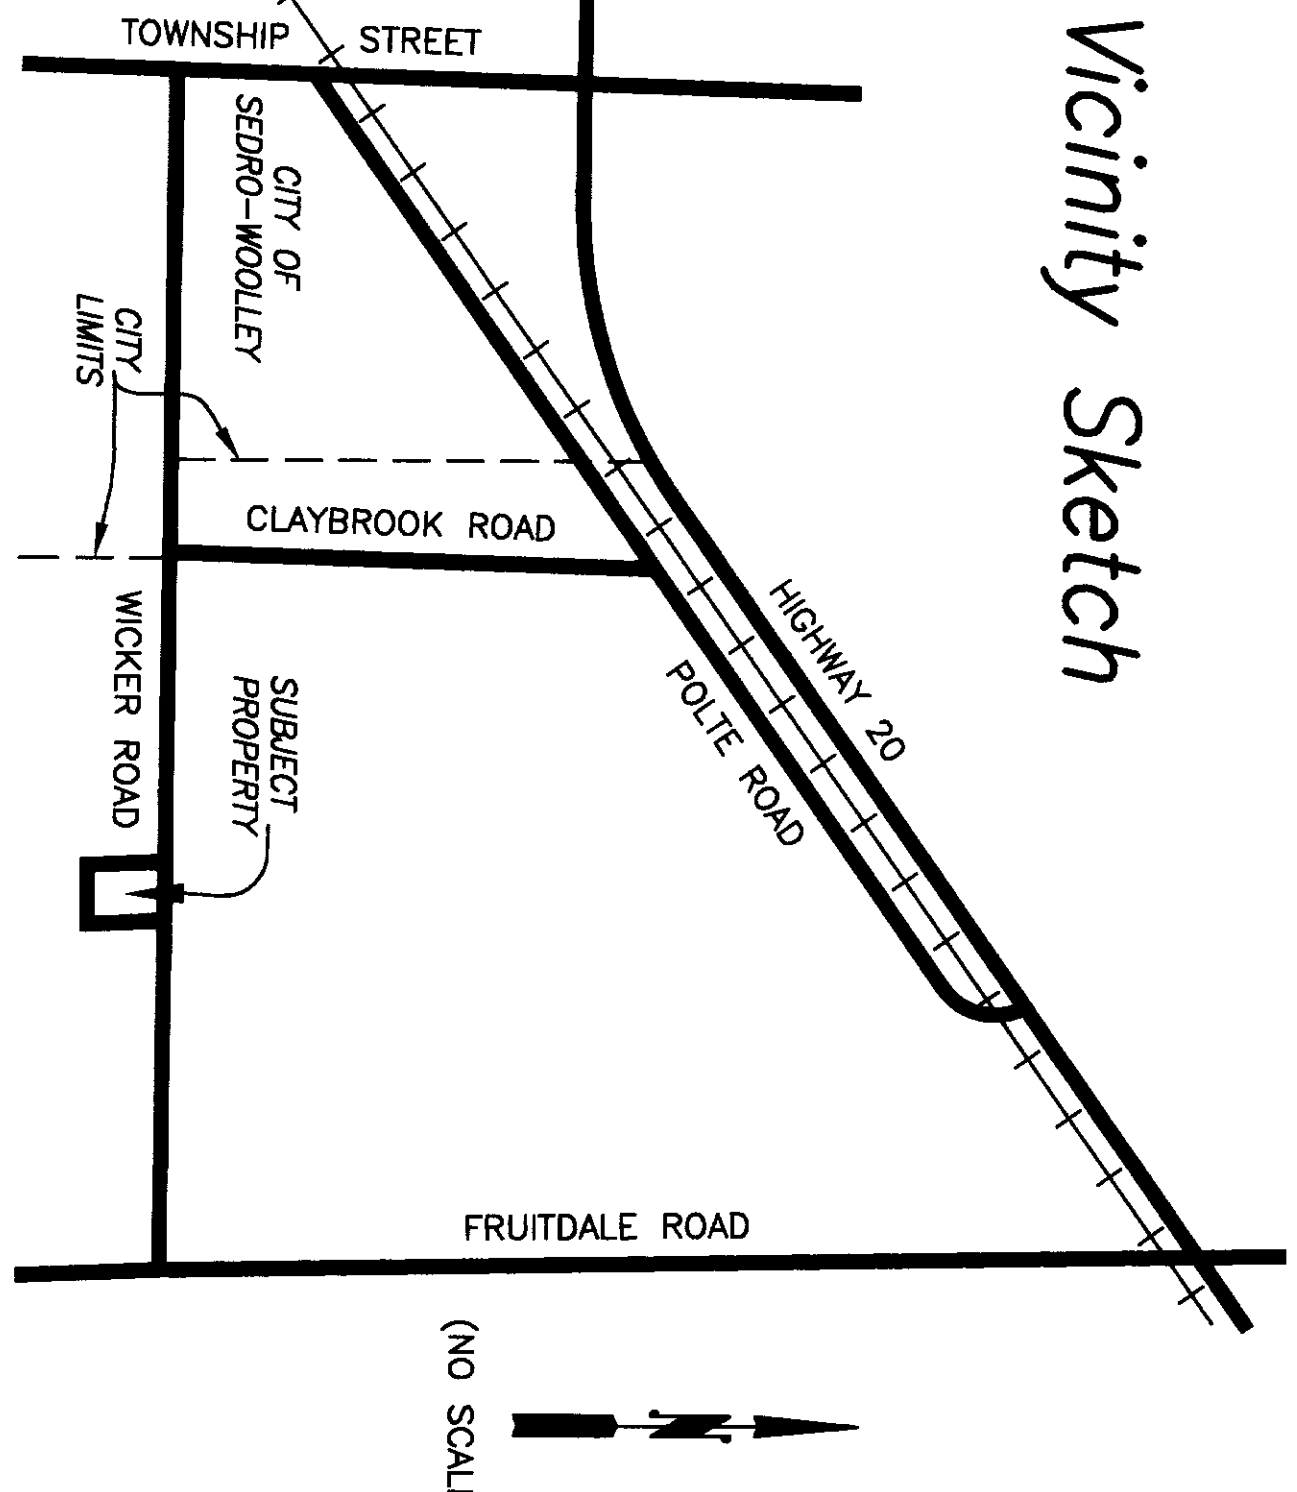 Vicinity Sketch
TOWNSHIP STREET
CITY OF
SEDRO-WOOLLEY
CITY
LIMITS
CLAYBROOK ROAD
HIGHWAY 20
POLTE ROAD
WICKER ROAD
SUBJECT
PROPERTY
FRUITDALE ROAD
(NO SCAL
N